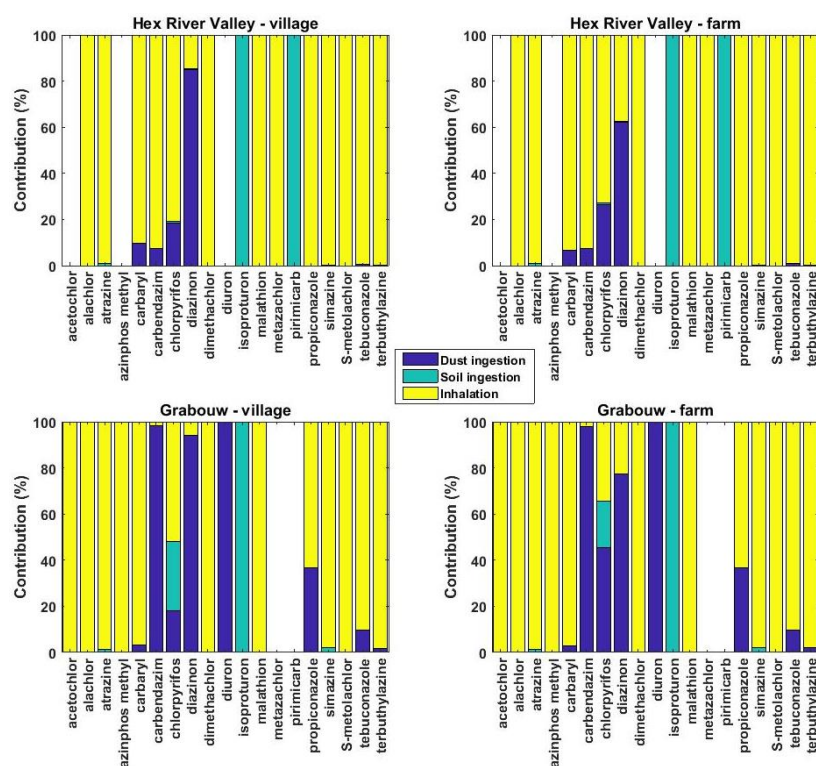 Hex River Valley - village
Contribution (%)
100
80
60
40
20
0
acetochlor
alachlor
atrazine
azinphos methyl
carbaryl
carbendazim
chlorpyrifos
diazinon
dimethachlor
diuron
isoproturon
malathion
metazachlor
pirimicarb
propiconazole
simazine
S-metolachlor
tebuconazole
terbuthylazine
Hex River Valley - farm
Contribution (%)
100
80
60
40
20
0
acetochlor
alachlor
atrazine
azinphos methyl
carbaryl
carbendazim
chlorpyrifos
diazinon
dimethachlor
diuron
isoproturon
malathion
metazachlor
pirimicarb
propiconazole
simazine
S-metolachlor
tebuconazole
terbuthylazine
Dust ingestion
Soil ingestion
Inhalation
Grabouw - village
Contribution (%)
100
80
60
40
20
0
acetochlor
alachlor
atrazine
azinphos methyl
carbaryl
carbendazim
chlorpyrifos
diazinon
dimethachlor
diuron
isoproturon
malathion
metazachlor
pirimicarb
propiconazole
simazine
S-metolachlor
tebuconazole
terbuthylazine
Grabouw - farm
Contribution (%)
100
80
60
40
20
0
acetochlor
alachlor
atrazine
azinphos methyl
carbaryl
carbendazim
chlorpyrifos
diazinon
dimethachlor
diuron
isoproturon
malathion
metazachlor
pirimicarb
propiconazole
simazine
S-metolachlor
tebuconazole
terbuthylazine